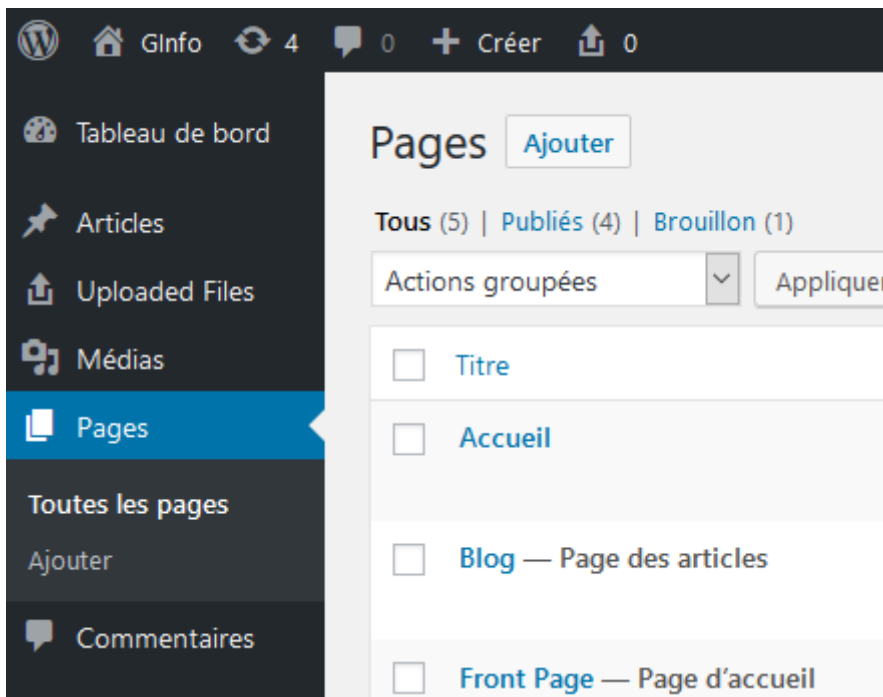 GInfo 4 0 + Créer 0
Tableau de bord
Articles
Uploaded Files
Médias
Pages
Toutes les pages
Ajouter
Commentaires
Pages Ajouter
Tous (5) | Publiés (4) | Brouillon (1)
Actions groupées Appliquer
Titre
Accueil
Blog — Page des articles
Front Page — Page d’accueil